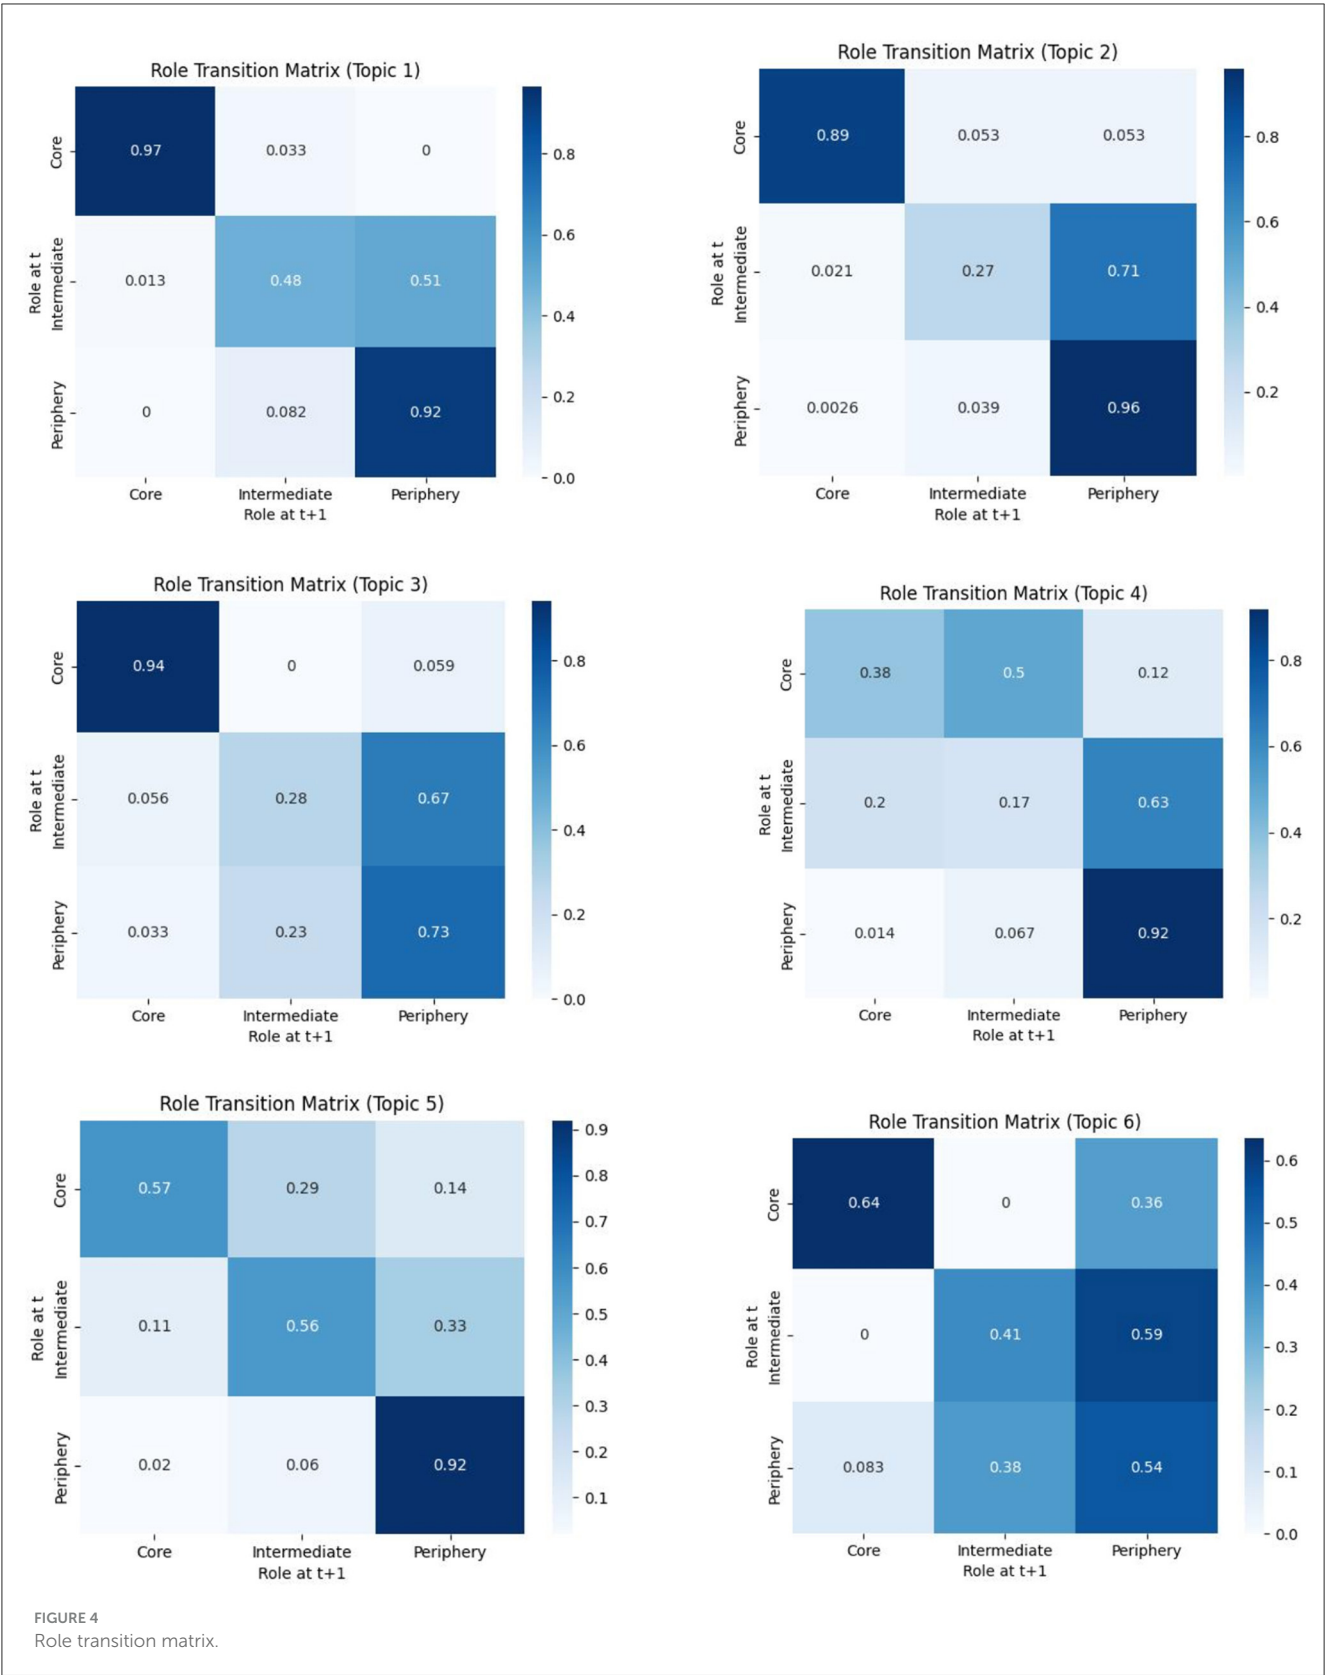 Role Transition Matrix (Topic 1)
Core
Intermediate
Periphery
Role at t
0.97 0.033 0
0.013 0.48 0.51
0 0.082 0.92
Core Intermediate Periphery
Role at t+1
0.8
0.6
0.4
0.2
0.0
Role Transition Matrix (Topic 2)
Core
Intermediate
Periphery
Role at t
0.89 0.053 0.053
0.021 0.27 0.71
0.0026 0.039 0.96
Core Intermediate Periphery
Role at t+1
0.8
0.6
0.4
0.2
Role Transition Matrix (Topic 3)
Core
Intermediate
Periphery
Role at t
0.94 0 0.059
0.056 0.28 0.67
0.033 0.23 0.73
Core Intermediate Periphery
Role at t+1
0.8
0.6
0.4
0.2
0.0
Role Transition Matrix (Topic 4)
Core
Intermediate
Periphery
Role at t
0.38 0.5 0.12
0.2 0.17 0.63
0.014 0.067 0.92
Core Intermediate Periphery
Role at t+1
0.8
0.6
0.4
0.2
Role Transition Matrix (Topic 5)
Core
Intermediate
Periphery
Role at t
0.57 0.29 0.14
0.11 0.56 0.33
0.02 0.06 0.92
Core Intermediate Periphery
Role at t+1
0.9
0.8
0.7
0.6
0.5
0.4
0.3
0.2
0.1
Role Transition Matrix (Topic 6)
Core
Intermediate
Periphery
Role at t
0.64 0 0.36
0 0.41 0.59
0.083 0.38 0.54
Core Intermediate Periphery
Role at t+1
0.6
0.5
0.4
0.3
0.2
0.1
0.0
FIGURE 4
Role transition matrix.